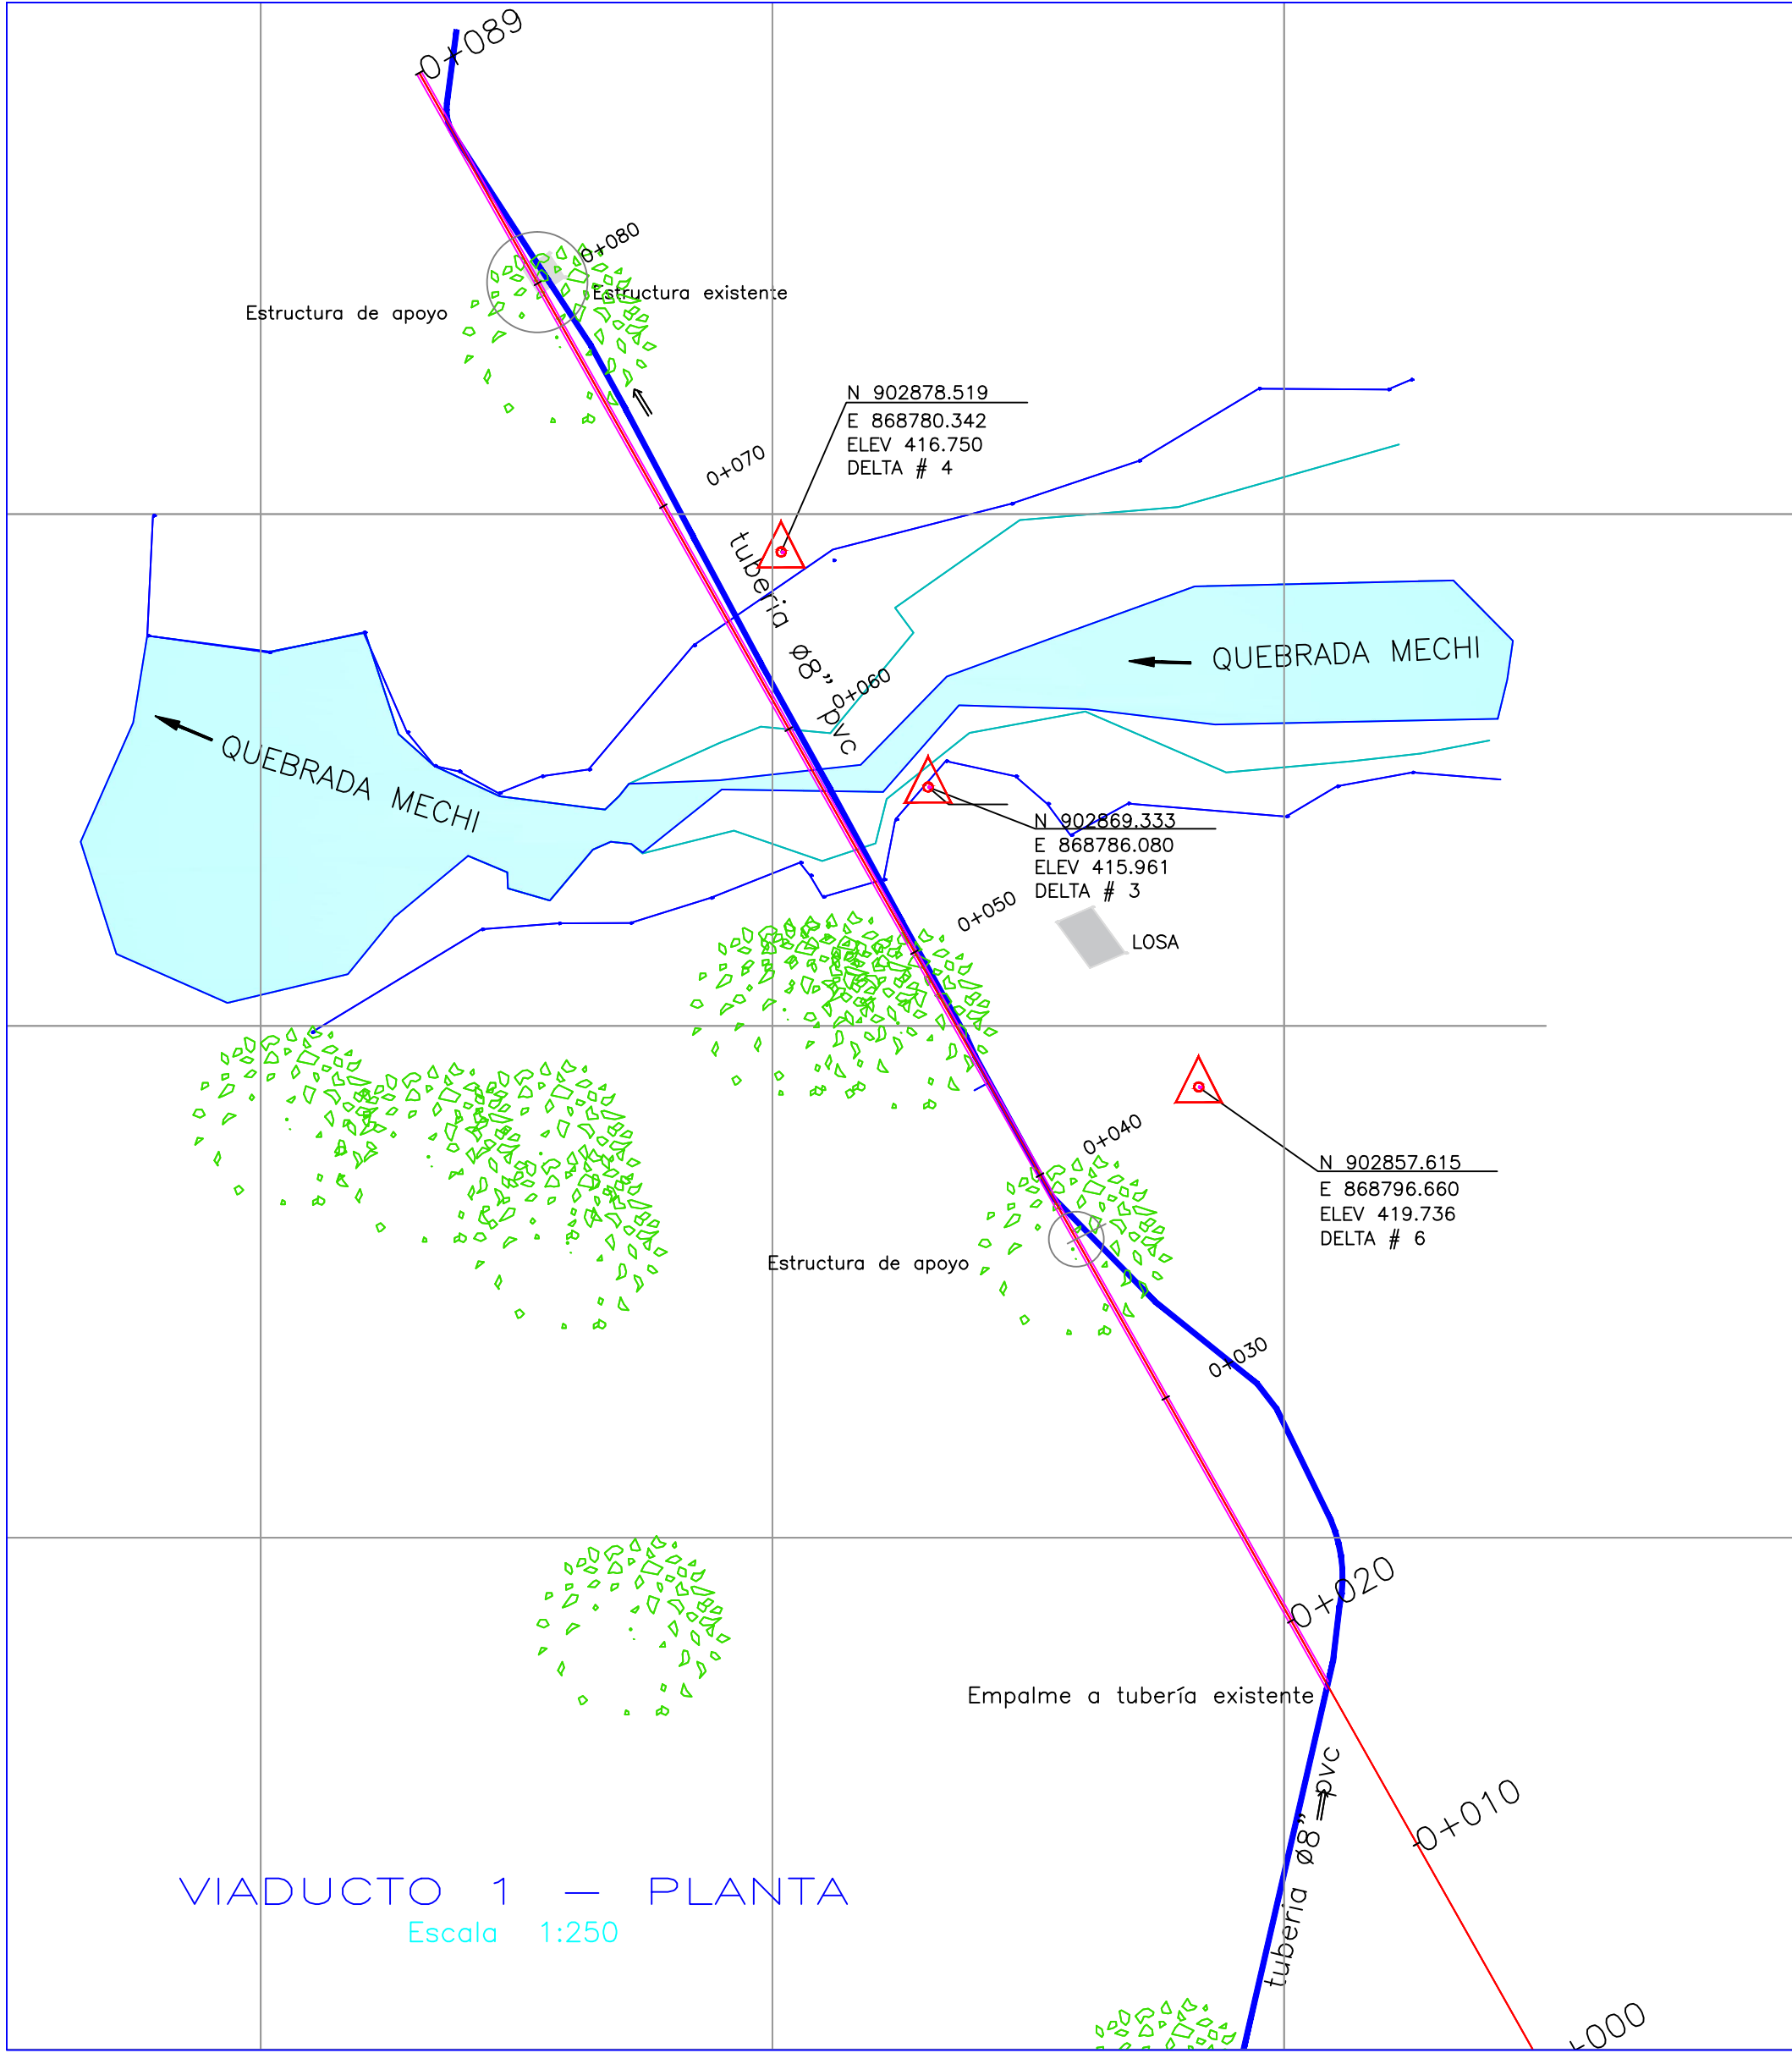 0+089
0+080
Estructura existente
Estructura de apoyo
N 902878.519
E 868780.342
ELEV 416.750
DELTA # 4
0+070
tuberia ø8” pvc
QUEBRADA MECHI
0+060
QUEBRADA MECHI
N 902869.333
E 868786.080
ELEV 415.961
DELTA # 3
0+050
LOSA
0+040
N 902857.615
E 868796.660
ELEV 419.736
DELTA # 6
Estructura de apoyo
0+030
0+020
Empalme a tubería existente
tuberia ø8” pvc
0+010
VIADUCTO 1 – PLANTA
Escala 1:250
+000